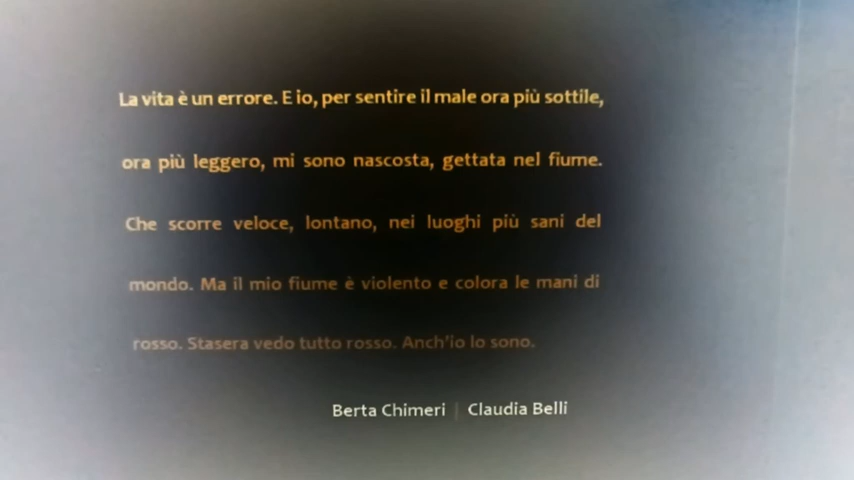 La vita è un errore. E io, per sentire il male ora più sottile,
ora più leggero, mi sono nascosta, gettata nel fiume.
Che scorre veloce, lontano, nei luoghi più sani del
mondo. Ma il mio fiume è violento e colora le mani di
rosso. Stasera vedo tutto rosso. Anch'io lo sono.
Berta Chimeri | Claudia Belli